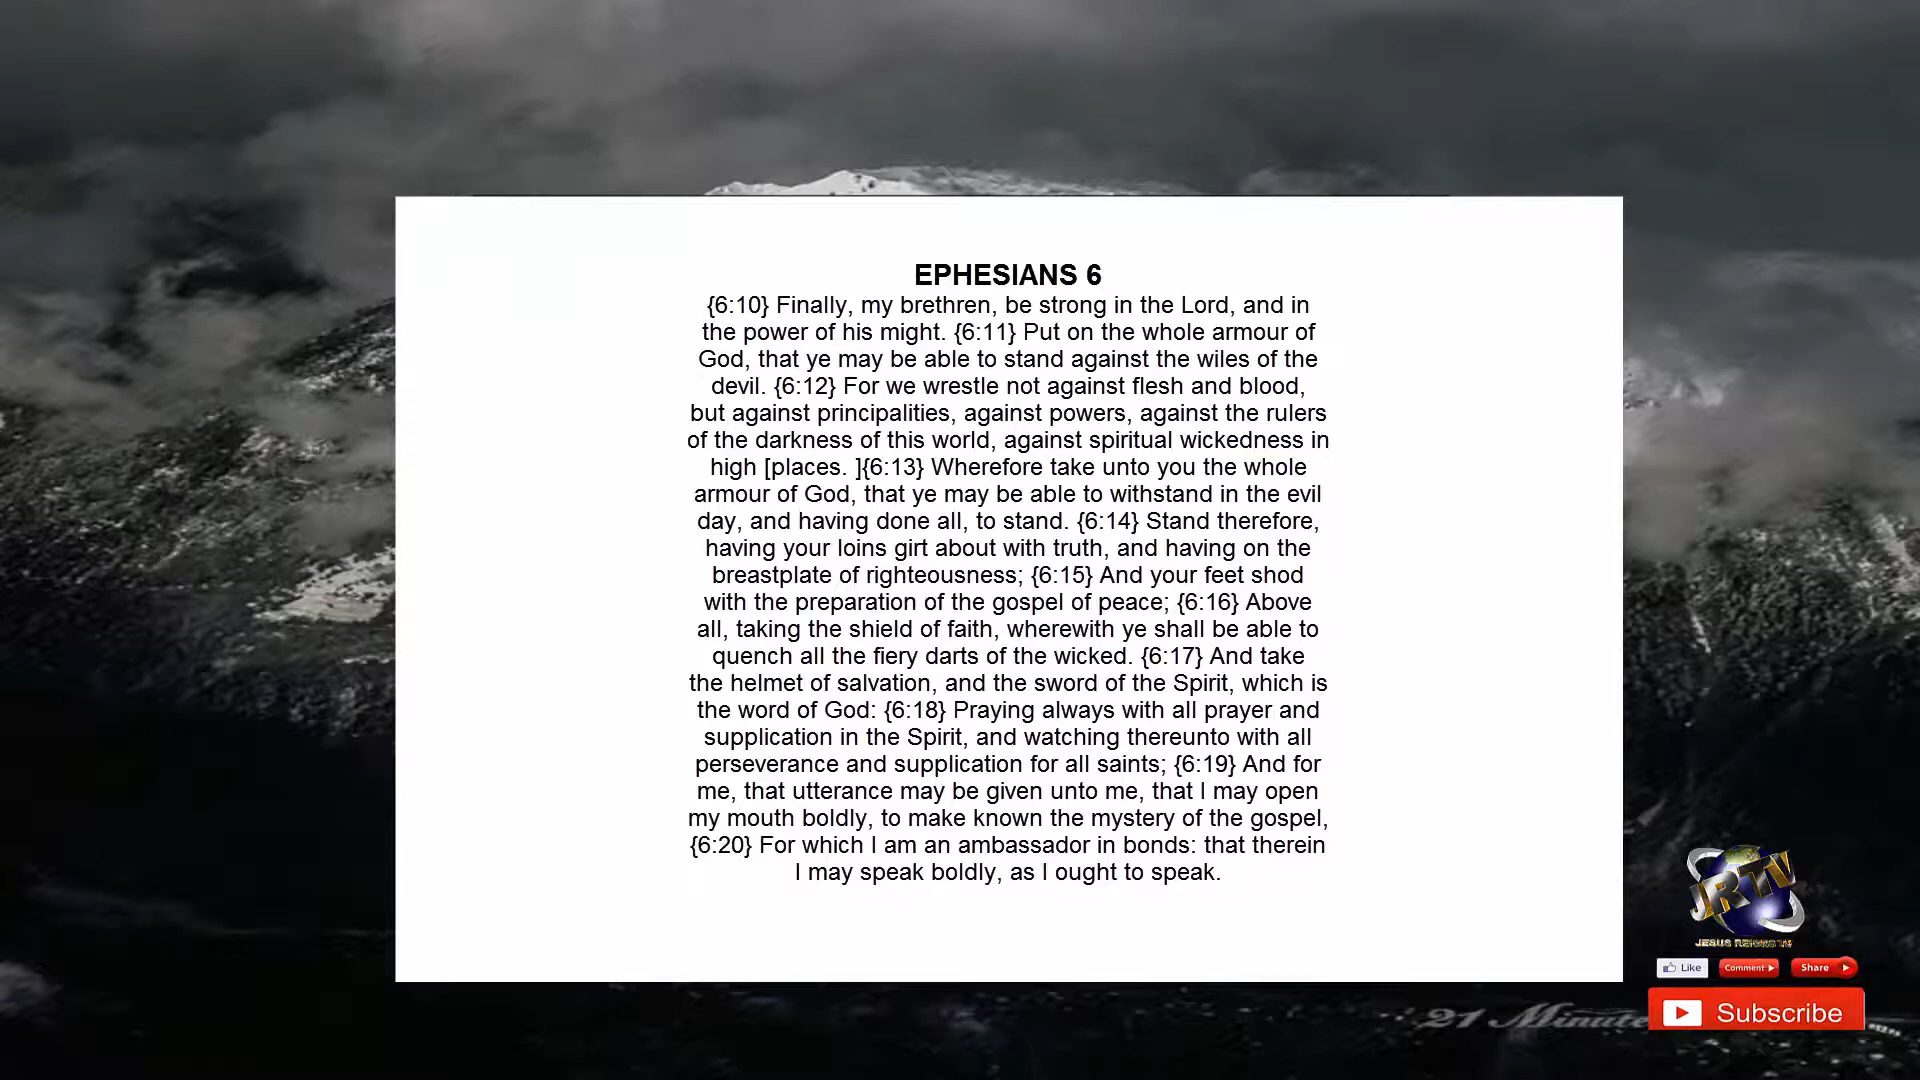 EPHESIANS 6
{6:10} Finally, my brethren, be strong in the Lord, and in
the power of his might. {6:11} Put on the whole armour of
God, that ye may be able to stand against the wiles of the
devil. {6:12} For we wrestle not against flesh and blood,
but against principalities, against powers, against the rulers
of the darkness of this world, against spiritual wickedness in
high [places. ]{6:13} Wherefore take unto you the whole
armour of God, that ye may be able to withstand in the evil
day, and having done all, to stand. {6:14} Stand therefore,
having your loins girt about with truth, and having on the
breastplate of righteousness; {6:15} And your feet shod
with the preparation of the gospel of peace; {6:16} Above
all, taking the shield of faith, wherewith ye shall be able to
quench all the fiery darts of the wicked. {6:17} And take
the helmet of salvation, and the sword of the Spirit, which is
the word of God: {6:18} Praying always with all prayer and
supplication in the Spirit, and watching thereunto with all
perseverance and supplication for all saints; {6:19} And for
me, that utterance may be given unto me, that I may open
my mouth boldly, to make known the mystery of the gospel,
{6:20} For which I am an ambassador in bonds: that therein
I may speak boldly, as I ought to speak.
JRTV
JESUS REIGNS TV
Like Comment Share
21 Minute
Subscribe